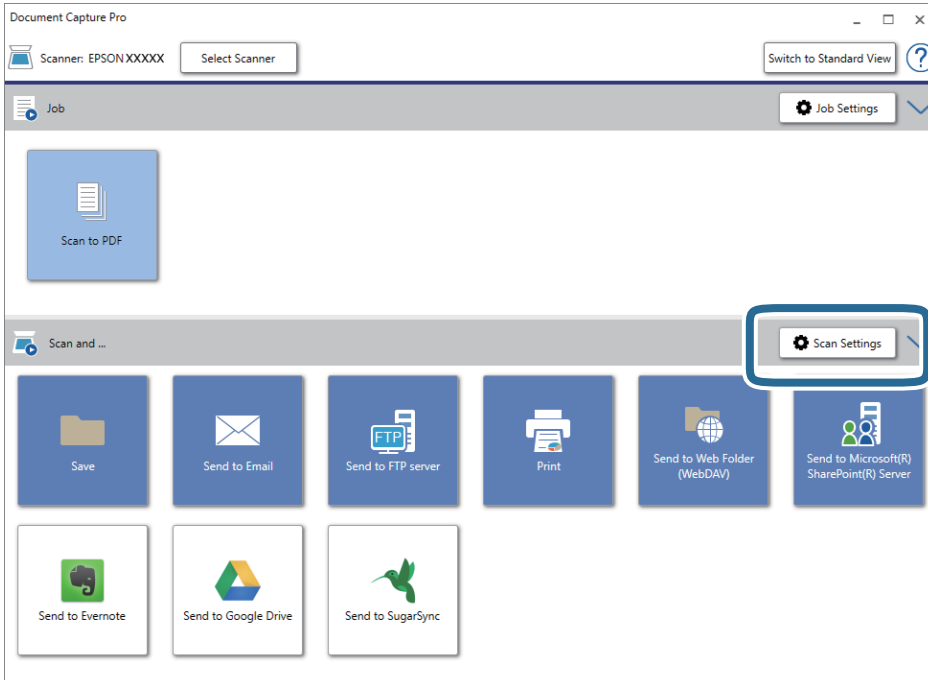 Document Capture Pro
Scanner: EPSON XXXXX
Select Scanner
Switch to Standard View
?
Job
Job Settings
Scan to PDF
Scan and ...
Scan Settings
Save
Send to Email
FTP
Send to FTP server
Print
Send to Web Folder
(WebDAV)
Send to Microsoft(R)
SharePoint(R) Server
Send to Evernote
Send to Google Drive
Send to SugarSync